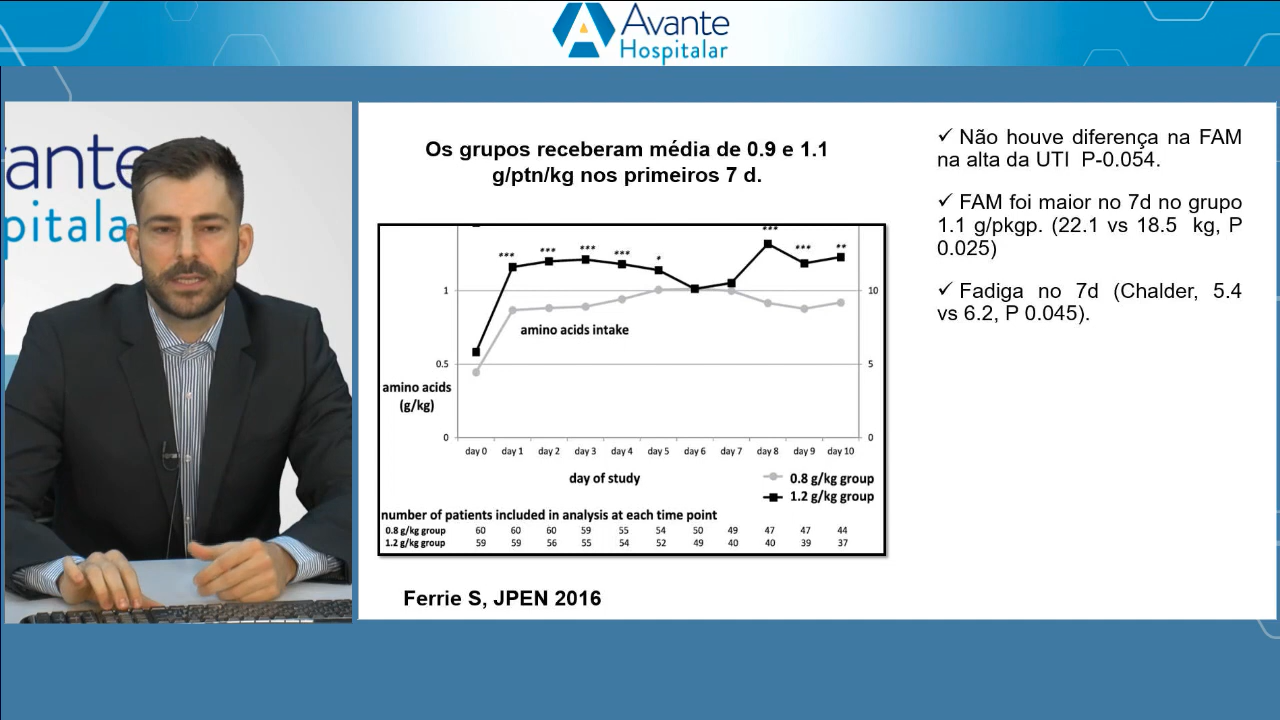 Avante
Hospitalar
ante
pitala
Os grupos receberam média de 0.9 e 1.1
g/ptn/kg nos primeiros 7 d.
✓ Não houve diferença na FAM
na alta da UTI P-0.054.
✓ FAM foi maior no 7d no grupo
1.1 g/pkgp. (22.1 vs 18.5 kg, P
0.025)
✓ Fadiga no 7d (Chalder, 5.4
vs 6.2, P 0.045).
*** *** *** *** * *** *** **
1 10
amino acids intake
0.5 5
amino acids
(g/kg)
0 0
day 0 day 1 day 2 day 3 day 4 day 5 day 6 day 7 day 8 day 9 day 10
day of study
0.8 g/kg group
1.2 g/kg group
number of patients included in analysis at each time point
0.8 g/kg group 60 60 60 59 55 54 50 49 47 47 44
1.2 g/kg group 59 59 56 55 54 52 49 40 40 39 37
Ferrie S, JPEN 2016